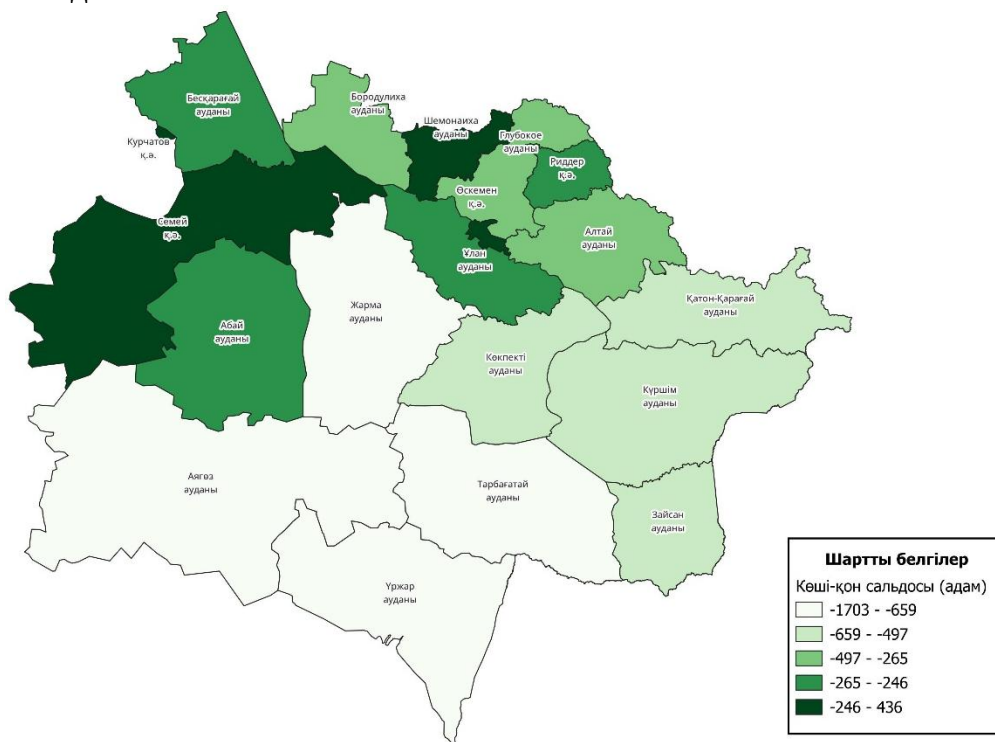 Бесқарағай
ауданы
Бородулиха
ауданы
Шемонаиха
ауданы
Глубокое
ауданы
Курчатов
қ.ә.
Риддер
қ.ә.
Өскемен
қ.ә.
Семей
қ.ә.
Алтай
ауданы
Ұлан
ауданы
Қатон-Қарағай
ауданы
Жарма
ауданы
Абай
ауданы
Көкпекті
ауданы
Күршім
ауданы
Аягөз
ауданы
Тарбағатай
ауданы
Зайсан
ауданы
Үржар
ауданы
Шартты белгілер
Көші-қон сальдосы (адам)
-1703 - -659
-659 - -497
-497 - -265
-265 - -246
-246 - 436